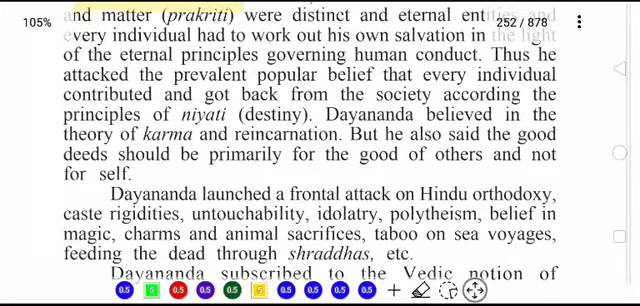 105%
252 / 878
and matter (prakriti) were distinct and eternal entities and
every individual had to work out his own salvation in the light
of the eternal principles governing human conduct. Thus he
attacked the prevalent popular belief that every individual
contributed and got back from the society according the
principles of niyati (destiny). Dayananda believed in the
theory of karma and reincarnation. But he also said the good
deeds should be primarily for the good of others and not
for self.
Dayananda launched a frontal attack on Hindu orthodoxy,
caste rigidities, untouchability, idolatry, polytheism, belief in
magic, charms and animal sacrifices, taboo on sea voyages,
feeding the dead through shraddhas, etc.
Dayananda subscribed to the Vedic notion of
0.5 5 0.5 0.5 0.5 5 0.5 0.5 0.5 0.5